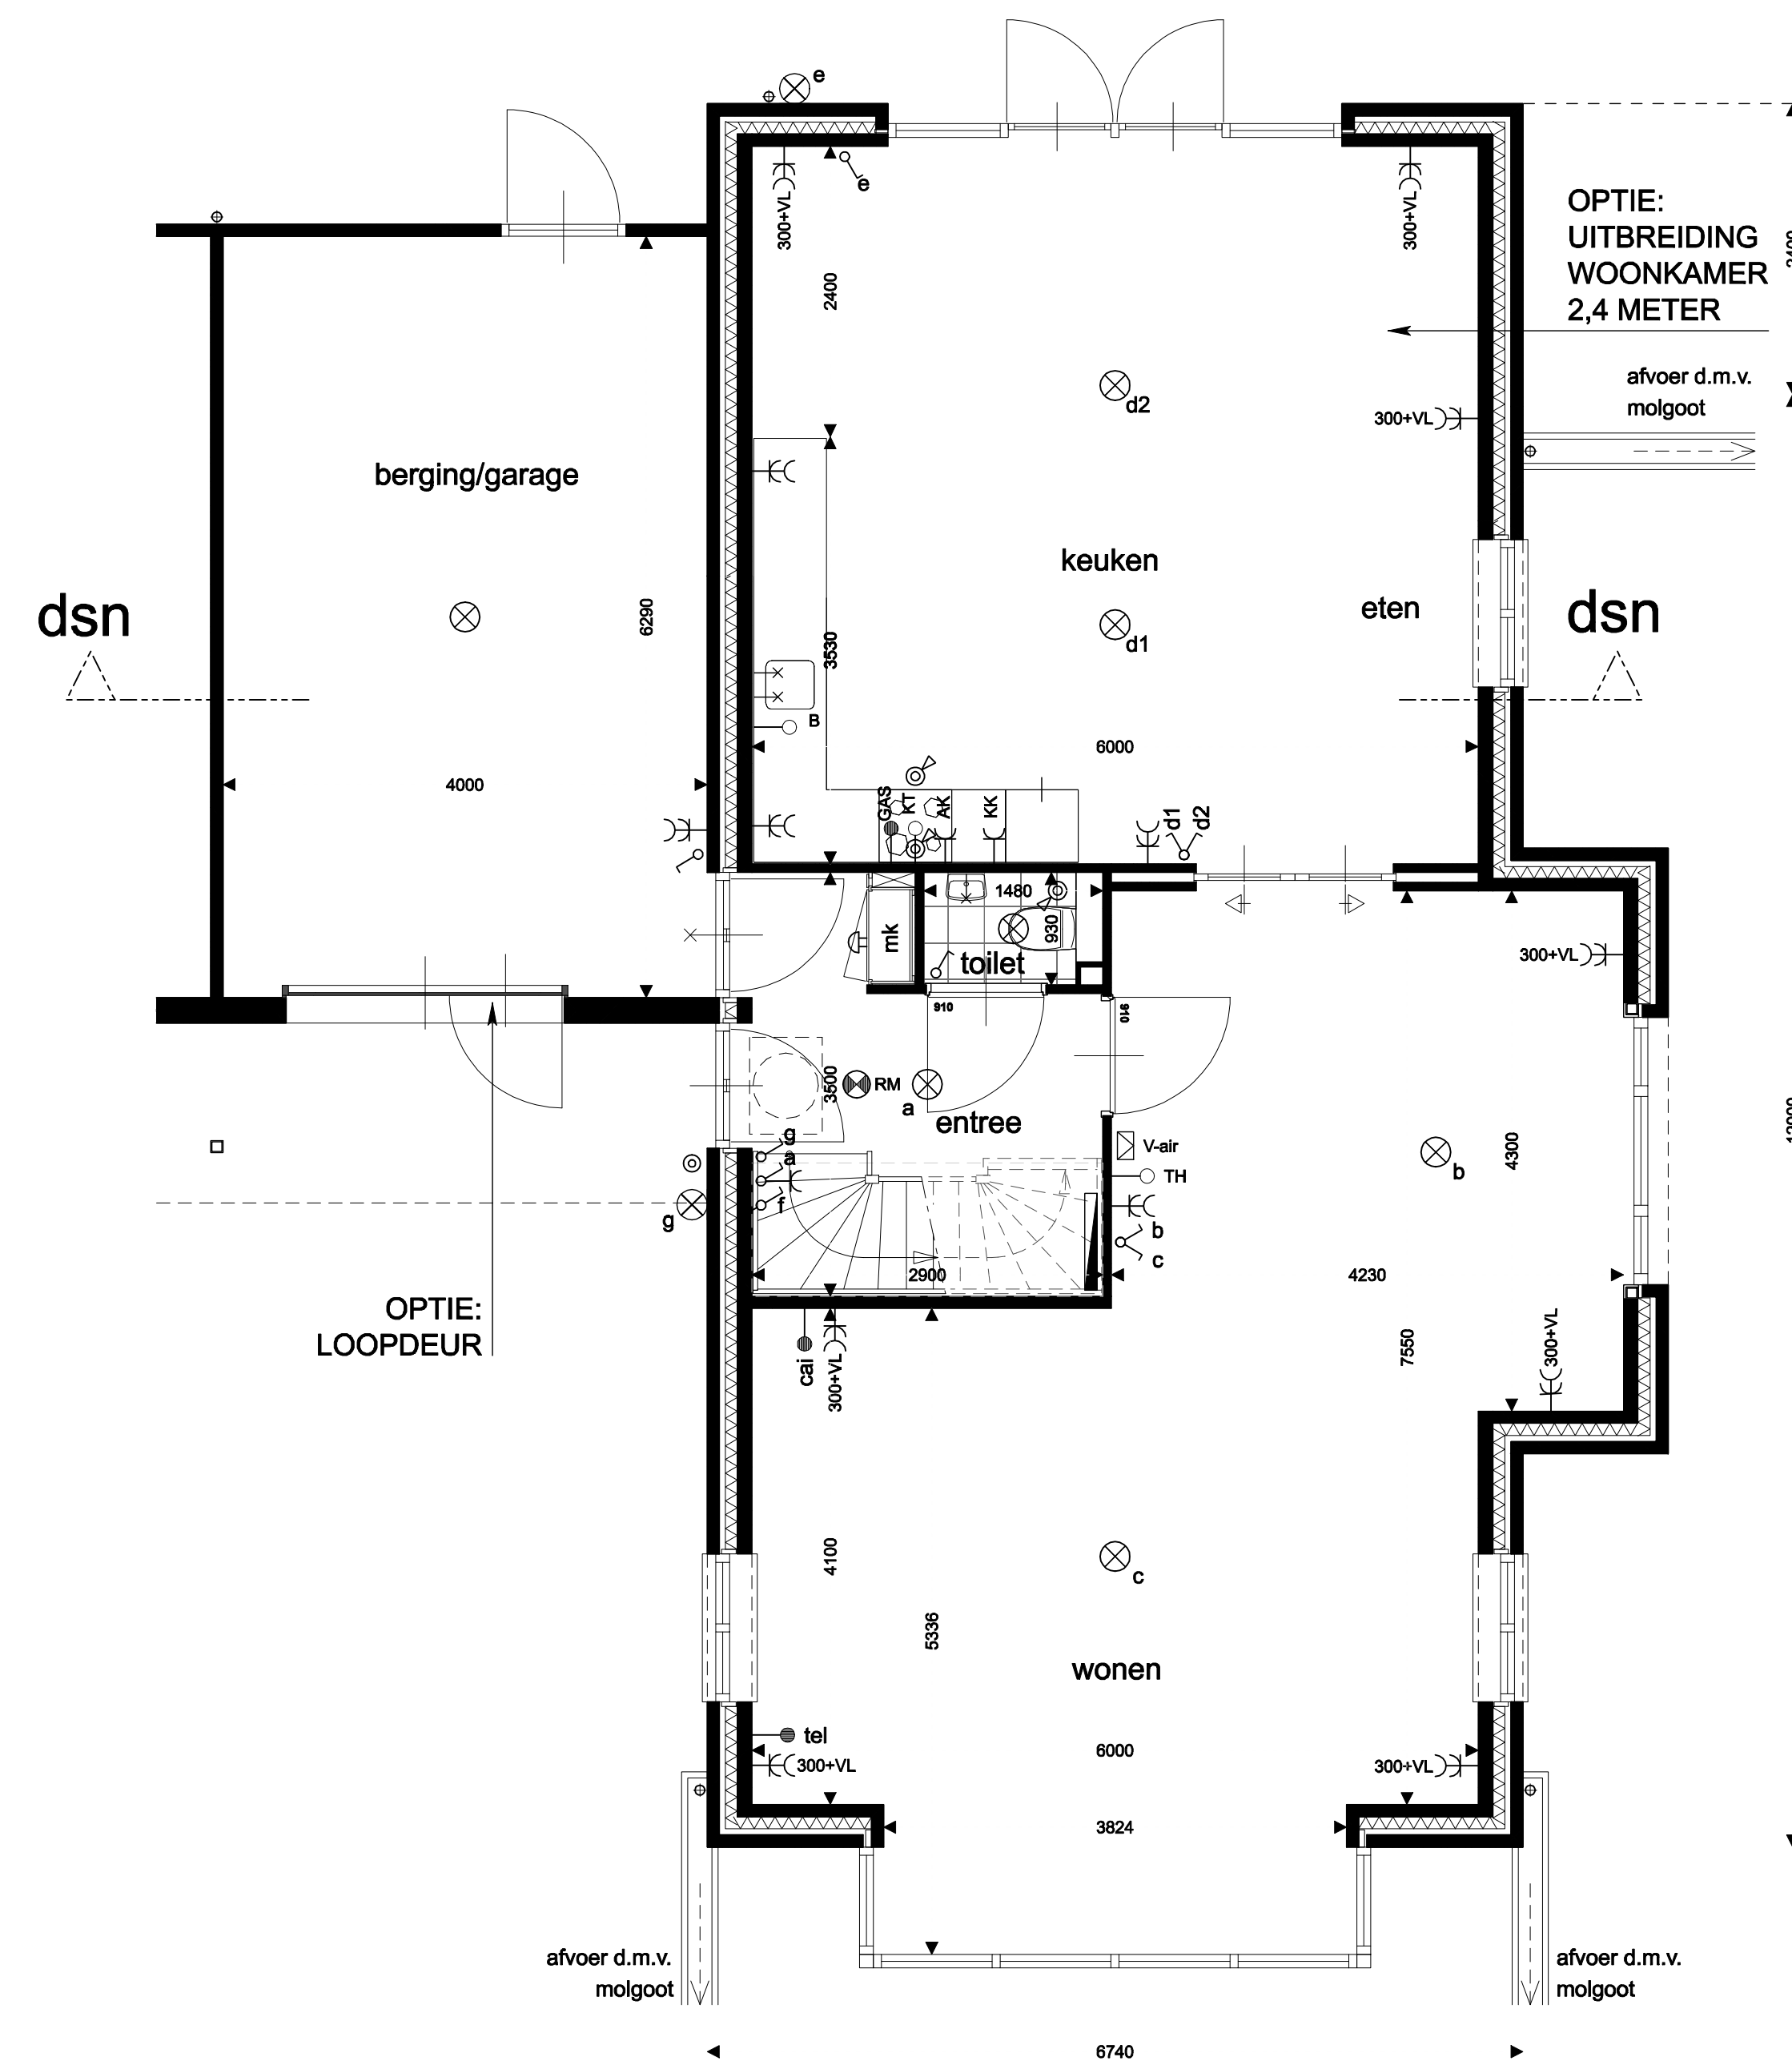 e
e
300+VL
300+VL
OPTIE:
UITBREIDING
WOONKAMER
2,4 METER
2400
2400
afvoer d.m.v.
molgoot
d2
300+VL
berging/garage
keuken
eten
dsn
dsn
6290
d1
3530
B
6000
4000
GAS
KT
AK
KK
d1
d2
1480
930
mk
toilet
300+VL
910
910
3500
RM
a
entree
g
a
f
g
V-air
TH
b
c
b
4300
2900
4230
OPTIE:
LOOPDEUR
cai
300+VL
7550
300+VL
4100
c
5336
wonen
tel
300+VL
6000
300+VL
3824
afvoer d.m.v.
molgoot
afvoer d.m.v.
molgoot
6740